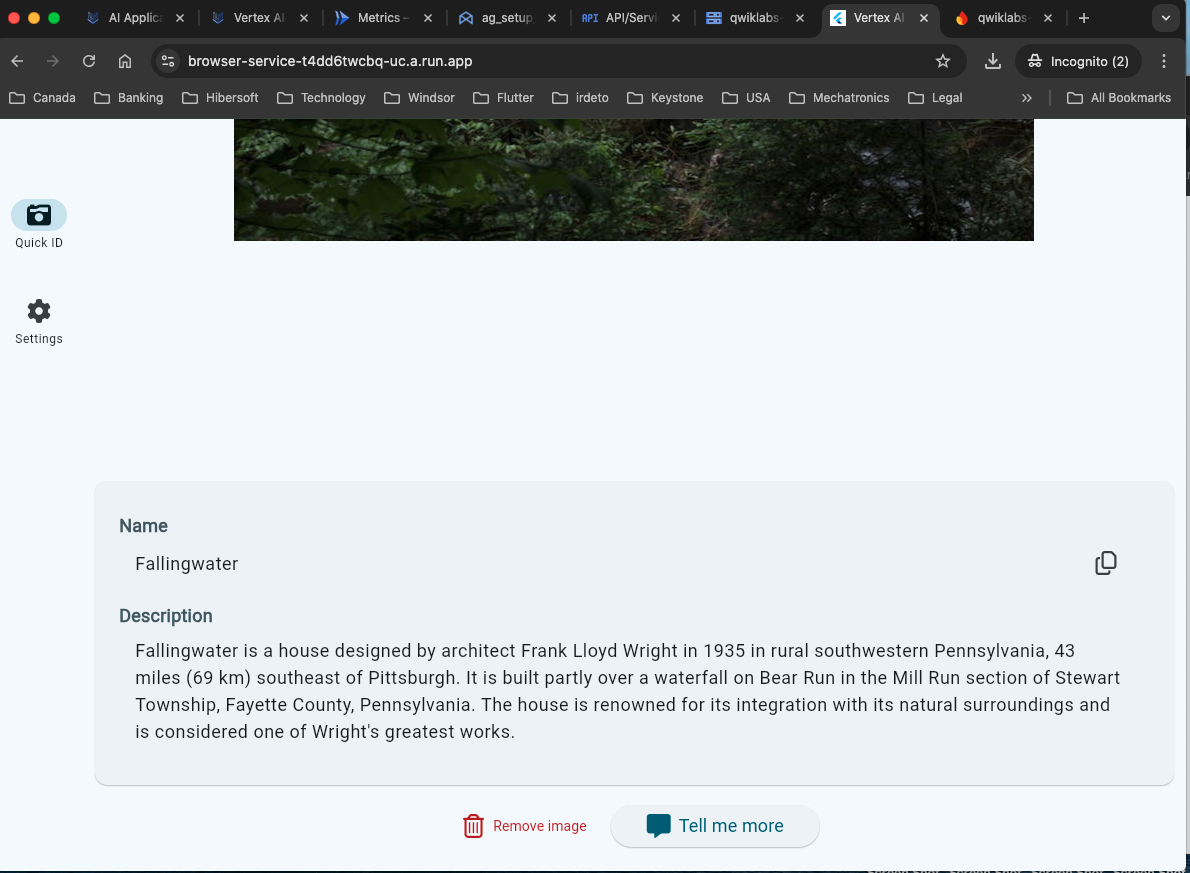 AI Applica
Vertex AI
Metrics –
ag_setup_
API API/Servi
qwiklabs-
Vertex AI
qwiklabs-
browser-service-t4dd6twcbq-uc.a.run.app
Incognito (2)
Canada
Banking
Hibersoft
Technology
Windsor
Flutter
irdeto
Keystone
USA
Mechatronics
Legal
»
All Bookmarks
Quick ID
Settings
Name
Fallingwater
Description
Fallingwater is a house designed by architect Frank Lloyd Wright in 1935 in rural southwestern Pennsylvania, 43
miles (69 km) southeast of Pittsburgh. It is built partly over a waterfall on Bear Run in the Mill Run section of Stewart
Township, Fayette County, Pennsylvania. The house is renowned for its integration with its natural surroundings and
is considered one of Wright's greatest works.
Remove image
Tell me more